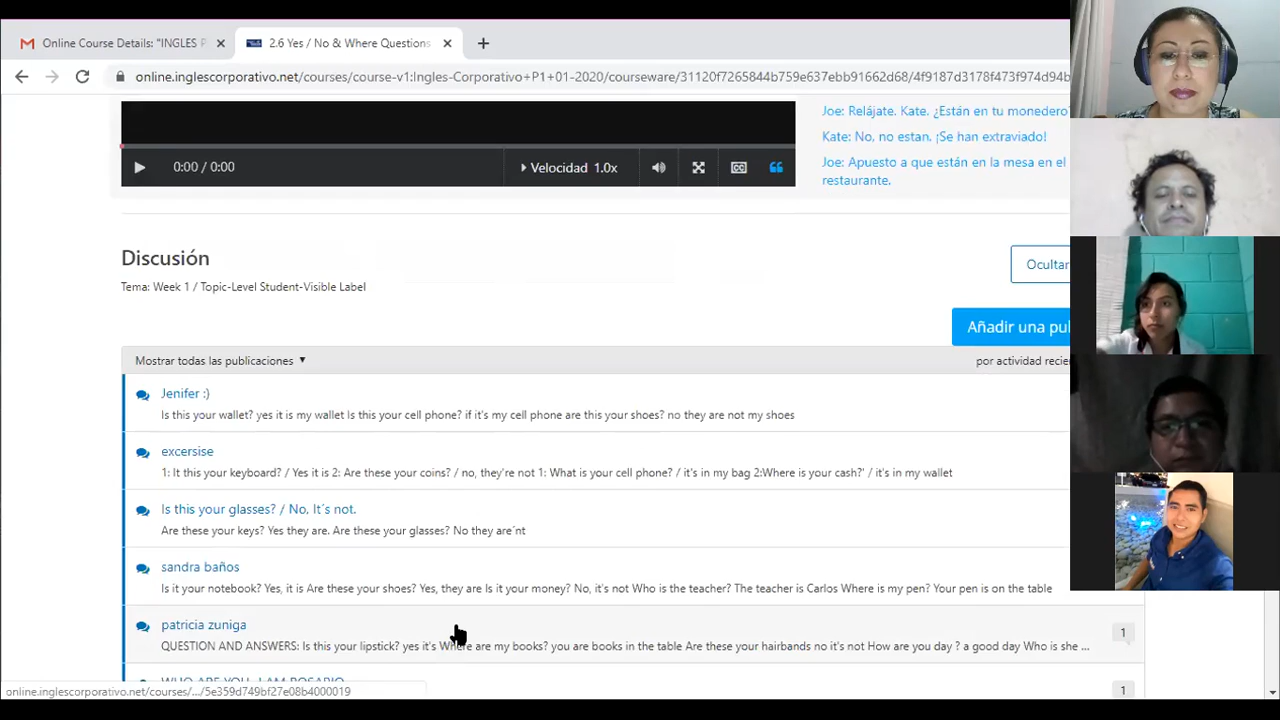 Online Course Details: "INGLES P
2.6 Yes / No & Where Questions
online.inglescorporativo.net/courses/course-v1:Ingles-Corporativo+P1+01-2020/courseware/31120f7265844b759e637ebb91662d68/4f9187d3178f473f974d94b
Joe: Relájate. Kate. ¿Están en tu monedero?
Kate: No, no estan. ¡Se han extraviado!
Joe: Apuesto a que están en la mesa en el
restaurante.
0:00 / 0:00
Velocidad 1.0x
Discusión
Ocultar
Tema: Week 1 / Topic-Level Student-Visible Label
Añadir una pu
Mostrar todas las publicaciones
por actividad recie
Jenifer :)
Is this your wallet? yes it is my wallet Is this your cell phone? if it's my cell phone are this your shoes? no they are not my shoes
excersise
1: It this your keyboard? / Yes it is 2: Are these your coins? / no, they're not 1: What is your cell phone? / it's in my bag 2:Where is your cash?' / it's in my wallet
Is this your glasses? / No, It´s not.
Are these your keys? Yes they are. Are these your glasses? No they are´nt
sandra baños
Is it your notebook? Yes, it is Are these your shoes? Yes, they are Is it your money? No, it's not Who is the teacher? The teacher is Carlos Where is my pen? Your pen is on the table
patricia zuniga
QUESTION AND ANSWERS: Is this your lipstick? yes it's Where are my books? you are books in the table Are these your hairbands no it's not How are you day ? a good day Who is she ...
1
WHO ARE YOU, I AM ROSARIO
1
online.inglescorporativo.net/courses/.../5e359d749bf27e08b4000019